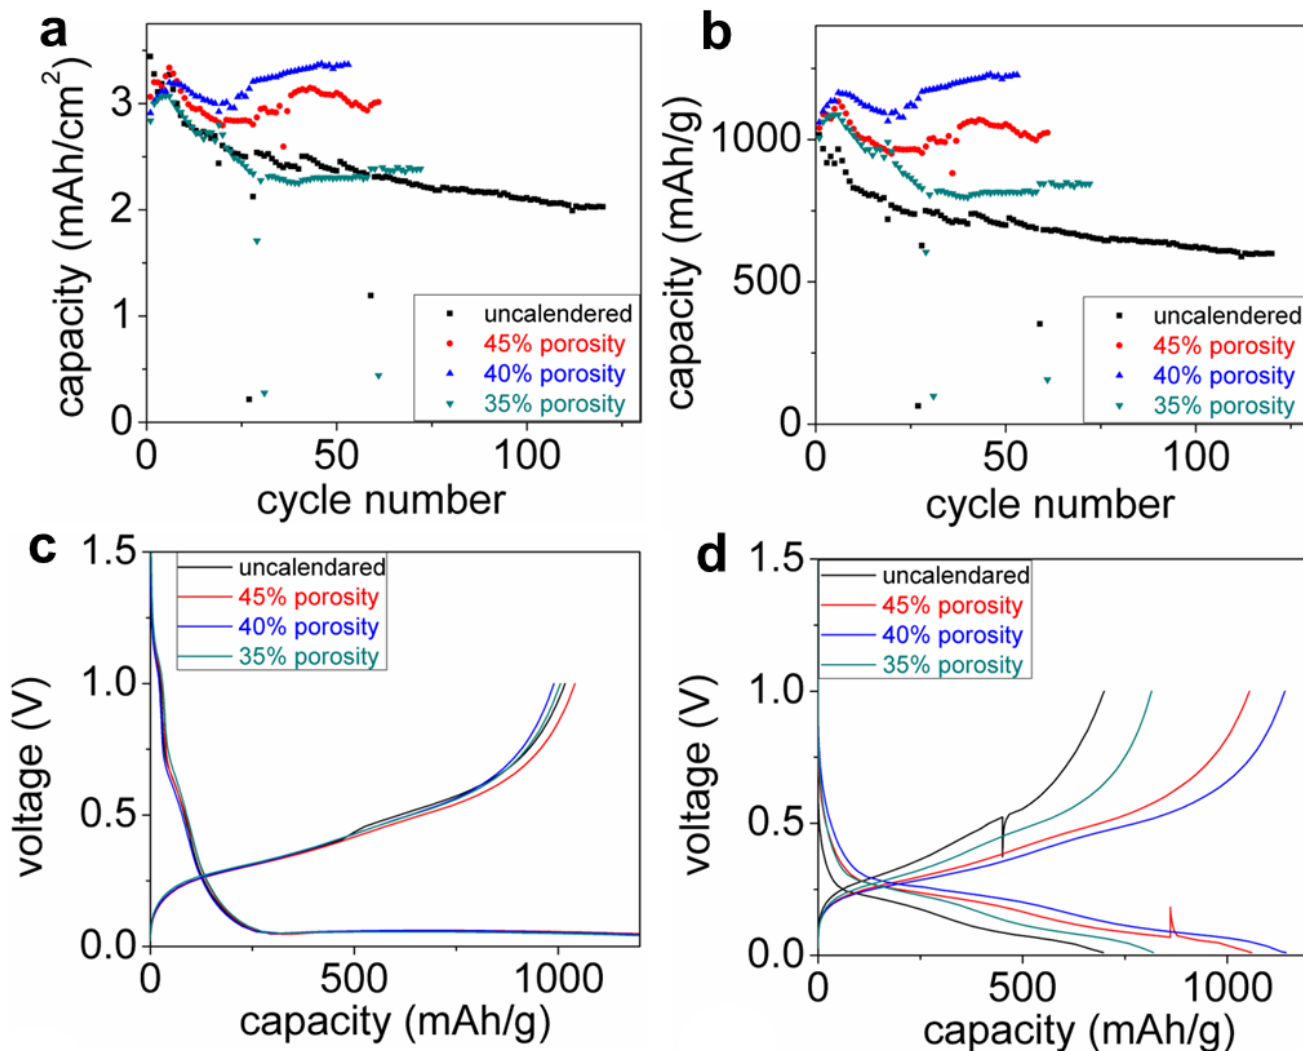 a
capacity (mAh/cm²)
3
2
1
0
uncalendered
45% porosity
40% porosity
35% porosity
0
50
100
cycle number
b
capacity (mAh/g)
1000
500
0
uncalendered
45% porosity
40% porosity
35% porosity
0
50
100
cycle number
c
voltage (V)
1.5
1.0
0.5
0.0
uncalendared
45% porosity
40% porosity
35% porosity
0
500
1000
capacity (mAh/g)
d
voltage (V)
1.5
1.0
0.5
0.0
uncalendared
45% porosity
40% porosity
35% porosity
0
500
1000
capacity (mAh/g)